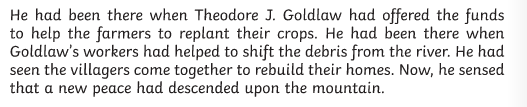 He had been there when Theodore J. Goldlaw had offered the funds
to help the farmers to replant their crops. He had been there when
Goldlaw's workers had helped to shift the debris from the river. He had
seen the villagers come together to rebuild their homes. Now, he sensed
that a new peace had descended upon the mountain.